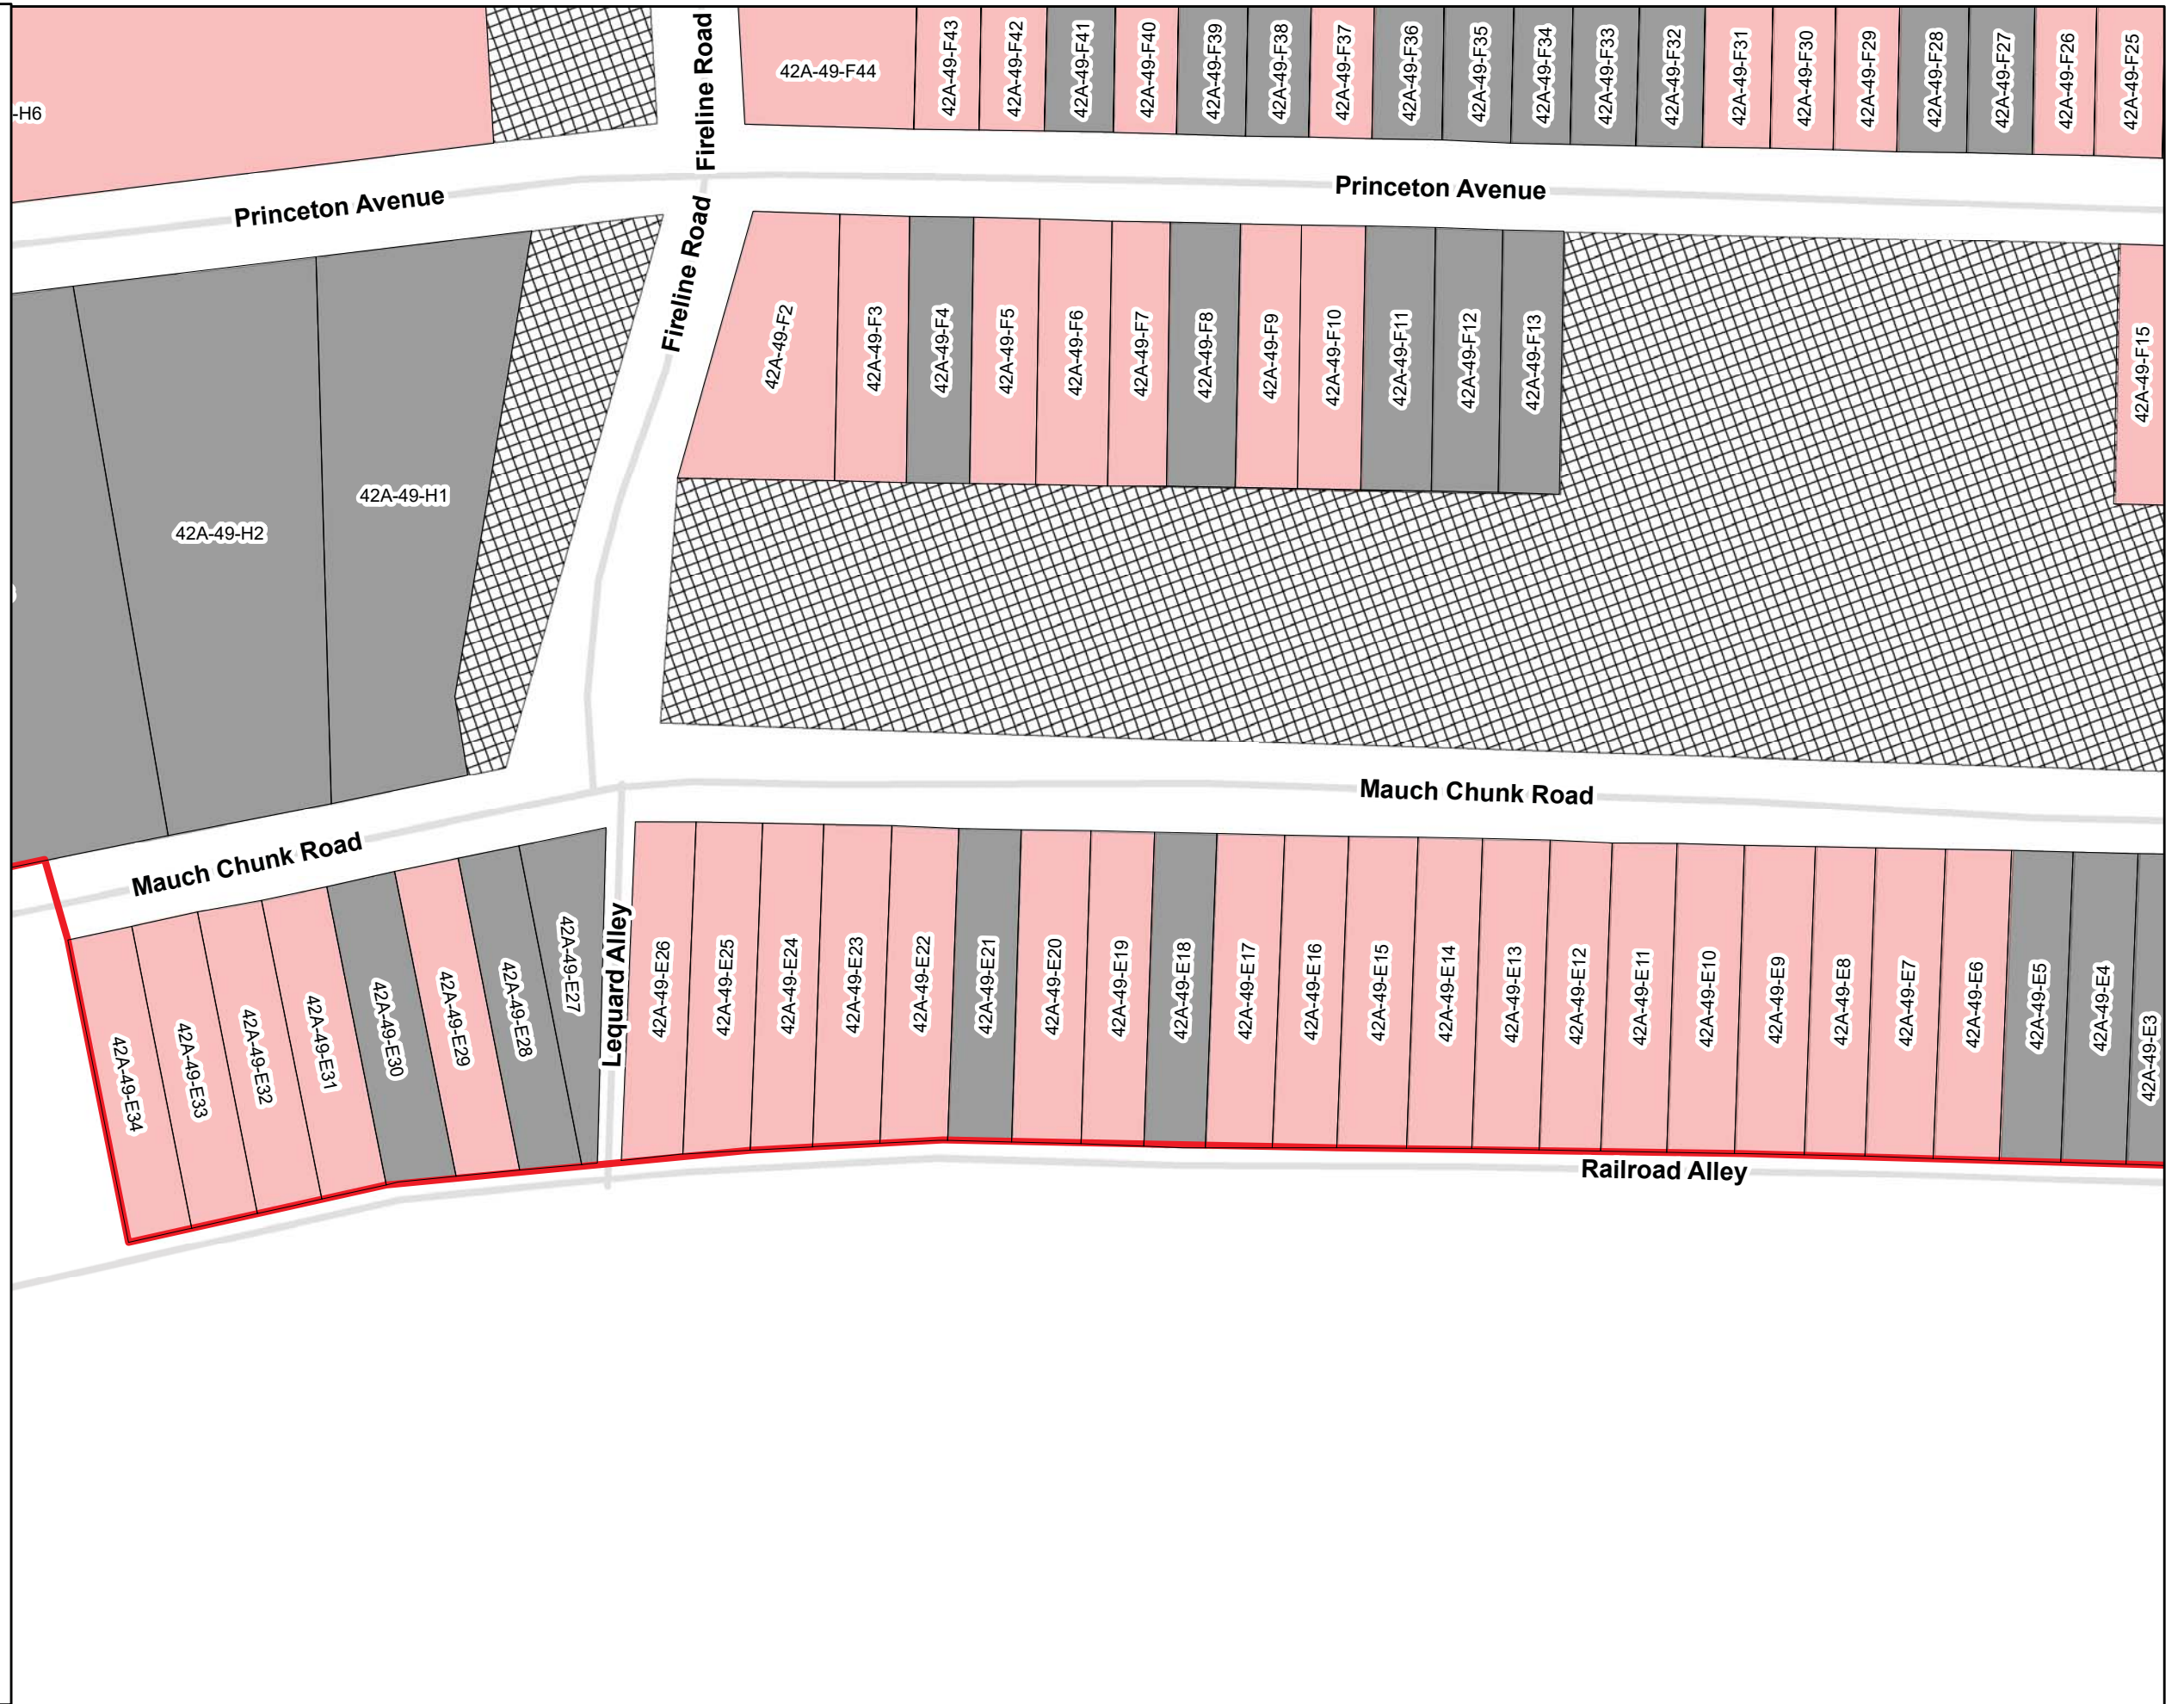 Fireline Road
42A-49-F44
42A-49-F43
42A-49-F42
42A-49-F41
42A-49-F40
42A-49-F39
42A-49-F38
42A-49-F37
42A-49-F36
42A-49-F35
42A-49-F34
42A-49-F33
42A-49-F32
42A-49-F31
42A-49-F30
42A-49-F29
42A-49-F28
42A-49-F27
42A-49-F26
42A-49-F25
-H6
Princeton Avenue
Princeton Avenue
Fireline Road
42A-49-F2
42A-49-F3
42A-49-F4
42A-49-F5
42A-49-F6
42A-49-F7
42A-49-F8
42A-49-F9
42A-49-F10
42A-49-F11
42A-49-F12
42A-49-F13
42A-49-F15
42A-49-H1
42A-49-H2
Mauch Chunk Road
Mauch Chunk Road
42A-49-E34
42A-49-E33
42A-49-E32
42A-49-E31
42A-49-E30
42A-49-E29
42A-49-E28
42A-49-E27
Lequard Alley
42A-49-E26
42A-49-E25
42A-49-E24
42A-49-E23
42A-49-E22
42A-49-E21
42A-49-E20
42A-49-E19
42A-49-E18
42A-49-E17
42A-49-E16
42A-49-E15
42A-49-E14
42A-49-E13
42A-49-E12
42A-49-E11
42A-49-E10
42A-49-E9
42A-49-E8
42A-49-E7
42A-49-E6
42A-49-E5
42A-49-E4
42A-49-E3
Railroad Alley